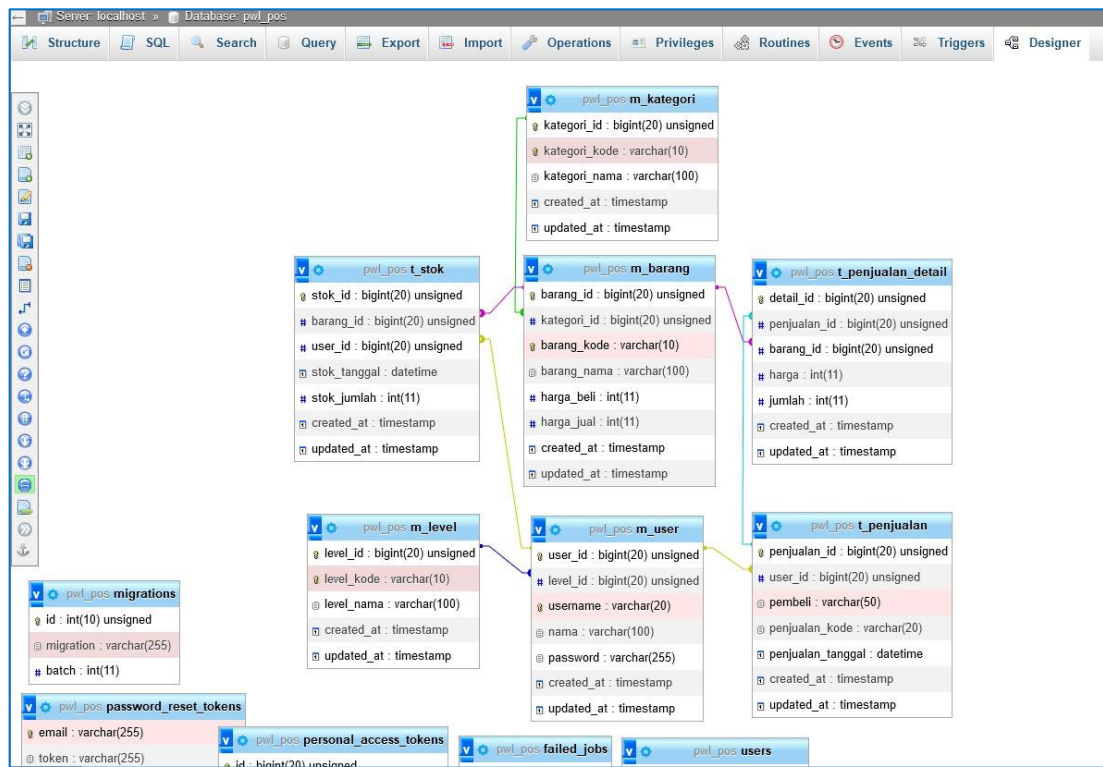 Server: localhost » Database: pwl_pos
Structure SQL Search Query Export Import Operations Privileges Routines Events Triggers Designer
pwl_pos m_kategori
kategori_id : bigint(20) unsigned
kategori_kode : varchar(10)
kategori_nama : varchar(100)
created_at : timestamp
updated_at : timestamp
pwl_pos t_stok
stok_id : bigint(20) unsigned
barang_id : bigint(20) unsigned
user_id : bigint(20) unsigned
stok_tanggal : datetime
stok_jumlah : int(11)
created_at : timestamp
updated_at : timestamp
pwl_pos m_barang
barang_id : bigint(20) unsigned
kategori_id : bigint(20) unsigned
barang_kode : varchar(10)
barang_nama : varchar(100)
harga_beli : int(11)
harga_jual : int(11)
created_at : timestamp
updated_at : timestamp
pwl_pos t_penjualan_detail
detail_id : bigint(20) unsigned
penjualan_id : bigint(20) unsigned
barang_id : bigint(20) unsigned
harga : int(11)
jumlah : int(11)
created_at : timestamp
updated_at : timestamp
pwl_pos m_level
level_id : bigint(20) unsigned
level_kode : varchar(10)
level_nama : varchar(100)
created_at : timestamp
updated_at : timestamp
pwl_pos m_user
user_id : bigint(20) unsigned
level_id : bigint(20) unsigned
username : varchar(20)
nama : varchar(100)
password : varchar(255)
created_at : timestamp
updated_at : timestamp
pwl_pos t_penjualan
penjualan_id : bigint(20) unsigned
user_id : bigint(20) unsigned
pembeli : varchar(50)
penjualan_kode : varchar(20)
penjualan_tanggal : datetime
created_at : timestamp
updated_at : timestamp
pwl_pos migrations
id : int(10) unsigned
migration : varchar(255)
batch : int(11)
pwl_pos password_reset_tokens
email : varchar(255)
token : varchar(255)
pwl_pos personal_access_tokens
id : bigint(20) unsigned
pwl_pos failed_jobs
pwl_pos users